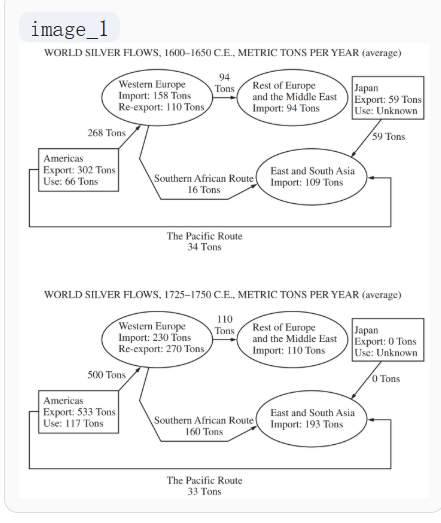 image_1
WORLD SILVER FLOWS, 1600–1650 C.E., METRIC TONS PER YEAR (average)
Western Europe
Import: 158 Tons
Re-export: 110 Tons
94
Tons
Rest of Europe
and the Middle East
Import: 94 Tons
Japan
Export: 59 Tons
Use: Unknown
268 Tons
59 Tons
Americas
Export: 302 Tons
Use: 66 Tons
Southern African Route
16 Tons
East and South Asia
Import: 109 Tons
The Pacific Route
34 Tons
WORLD SILVER FLOWS, 1725–1750 C.E., METRIC TONS PER YEAR (average)
Western Europe
Import: 230 Tons
Re-export: 270 Tons
110
Tons
Rest of Europe
and the Middle East
Import: 110 Tons
Japan
Export: 0 Tons
Use: Unknown
500 Tons
0 Tons
Americas
Export: 533 Tons
Use: 117 Tons
Southern African Route
160 Tons
East and South Asia
Import: 193 Tons
The Pacific Route
33 Tons